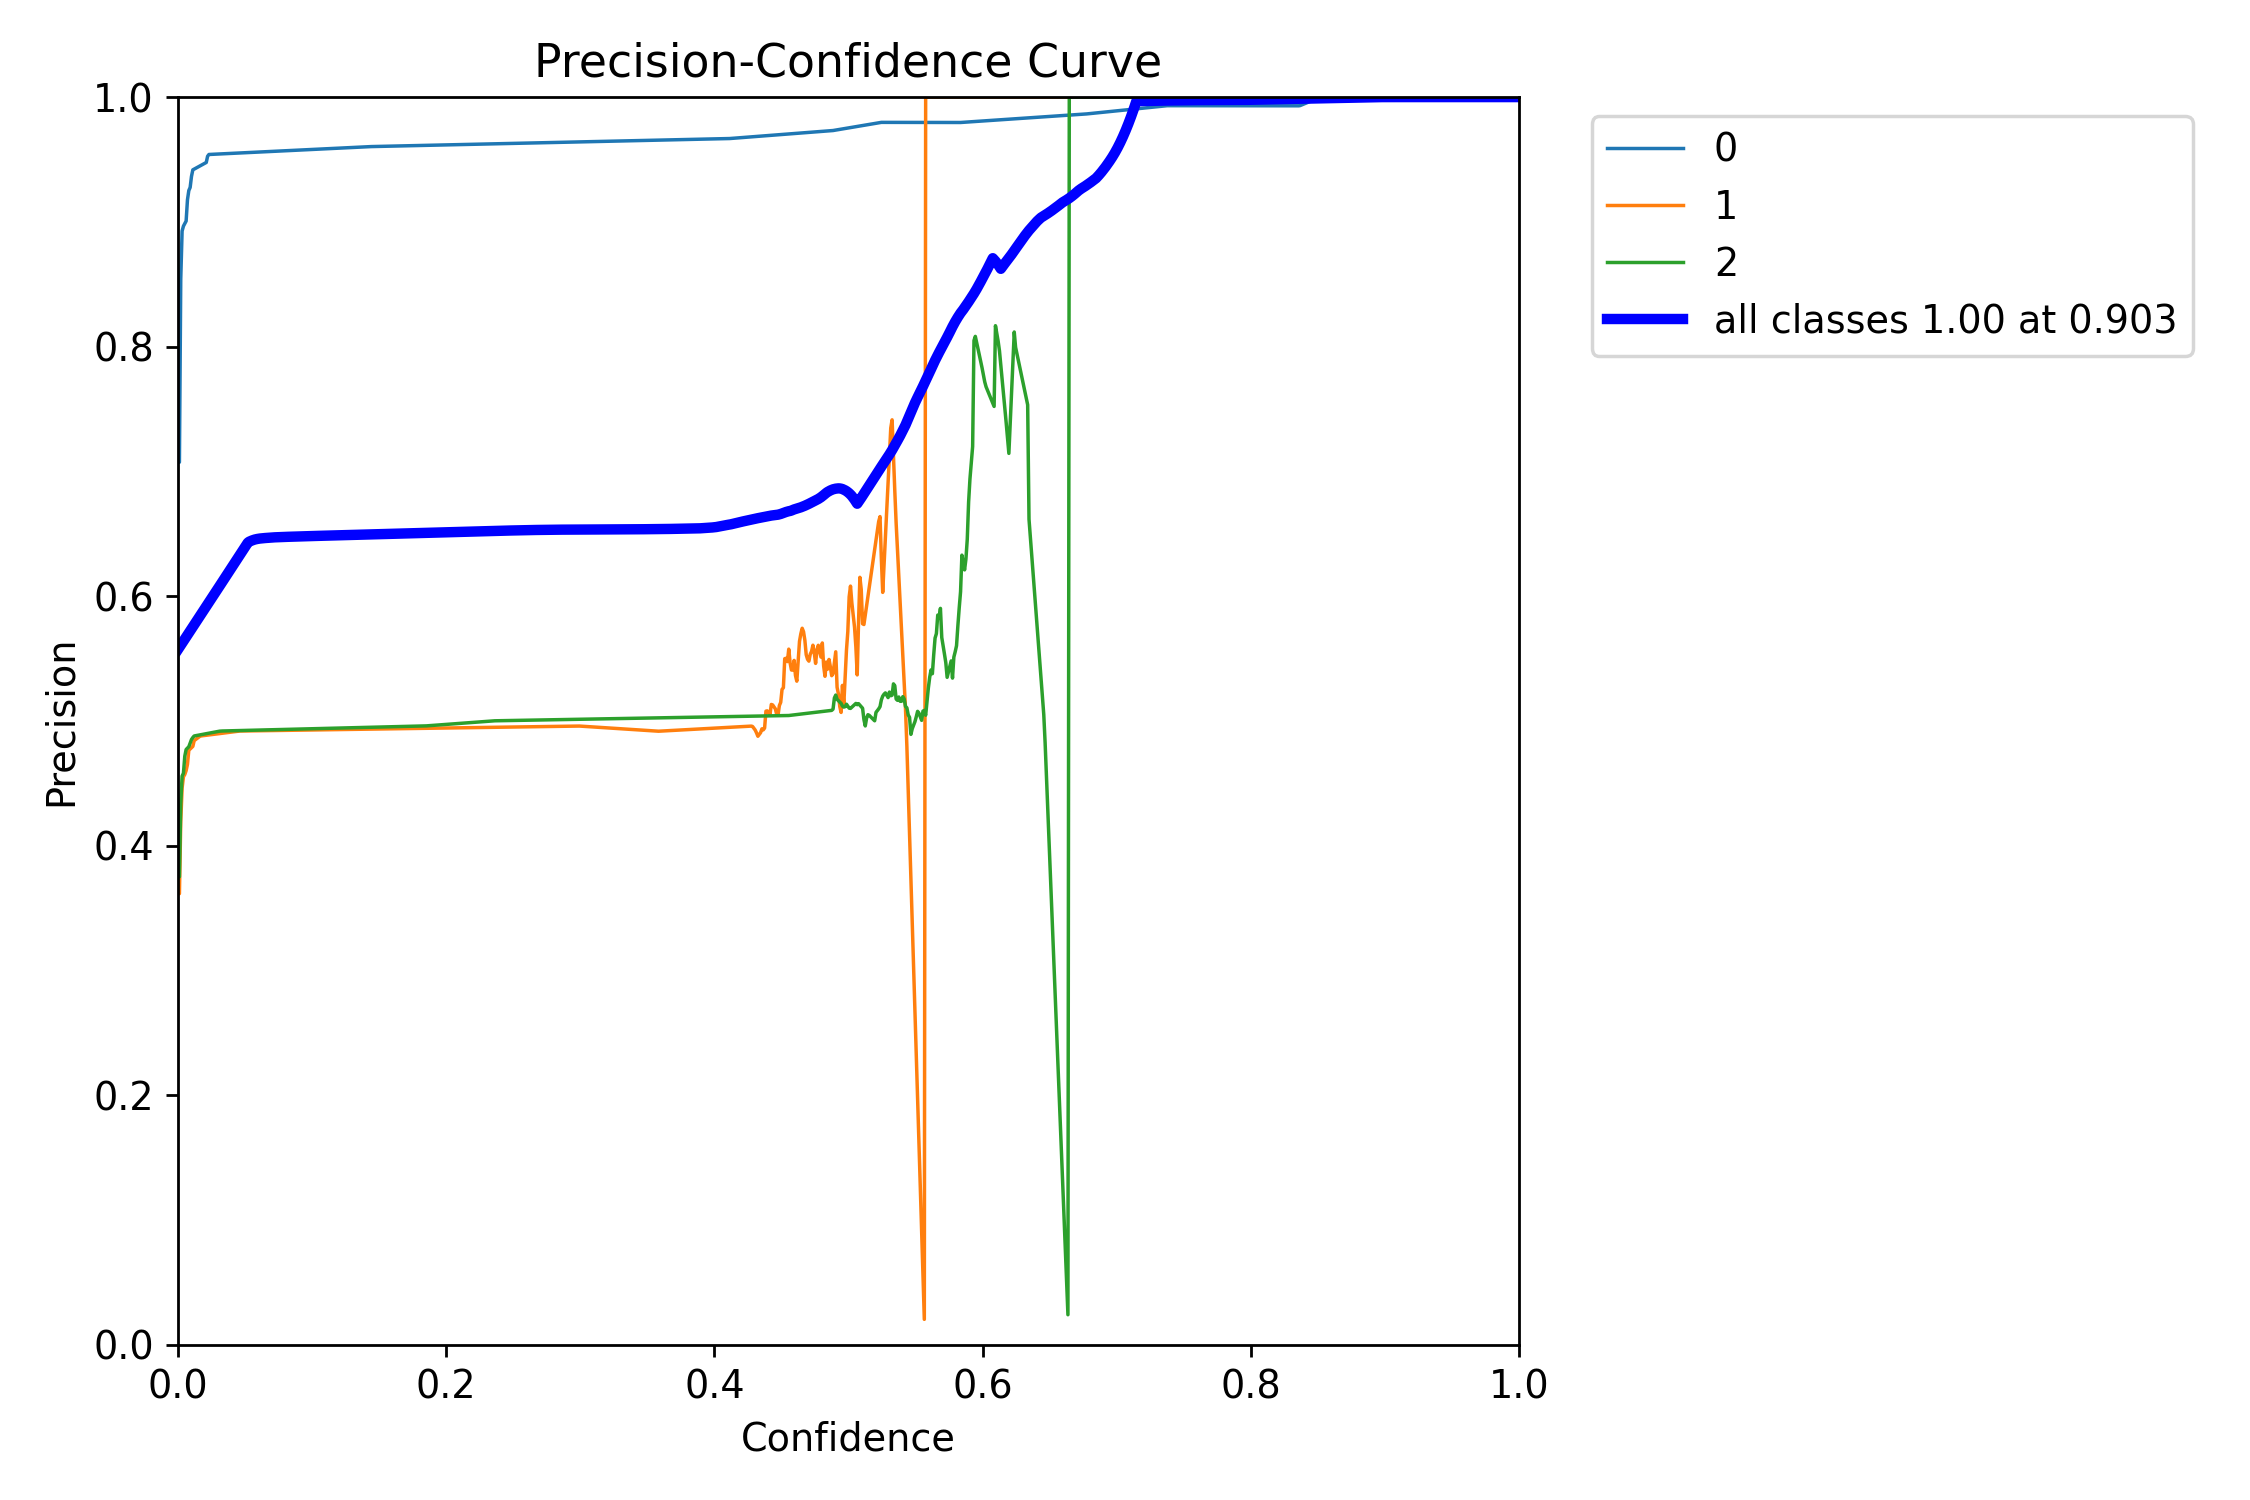 Precision-Confidence Curve
1.0
0.8
0.6
0.4
0.2
0.0
Precision
0.0 0.2 0.4 0.6 0.8 1.0
Confidence
0
1
2
all classes 1.00 at 0.903